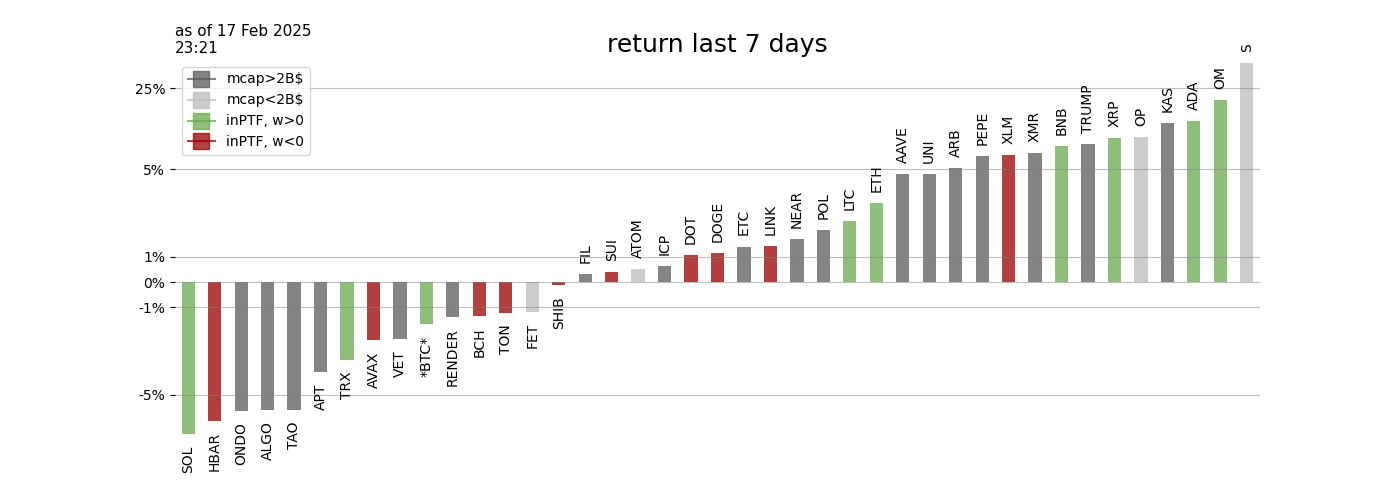 as of 17 Feb 2025
23:21
return last 7 days
mcap>2B$
mcap<2B$
inPTF, w>0
inPTF, w<0
25%
5%
1%
0%
-1%
-5%
SOL
HBAR
ONDO
ALGO
TAO
APT
TRX
AVAX
VET
*BTC*
RENDER
BCH
TON
FET
SHIB
FIL
SUI
ATOM
ICP
DOT
DOGE
ETC
LINK
NEAR
POL
LTC
ETH
AAVE
UNI
ARB
PEPE
XLM
XMR
BNB
TRUMP
XRP
OP
KAS
ADA
OM
S